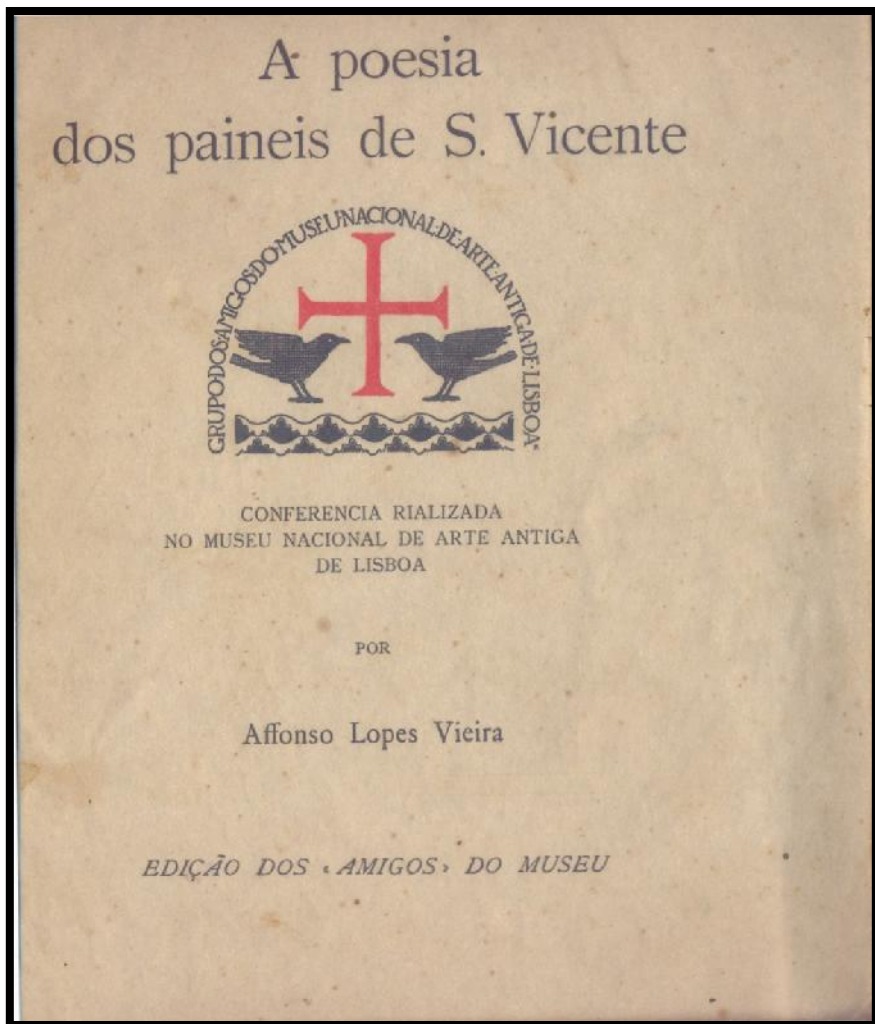 A poesia
dos paineis de S. Vicente
GRUPO·DOS·AMIGOS·DO·MUSEU·NACIONAL·DE·ARTE·ANTIGA·DE·LISBOA
CONFERENCIA RIALIZADA
NO MUSEU NACIONAL DE ARTE ANTIGA
DE LISBOA
POR
Affonso Lopes Vieira
EDIÇÃO DOS «AMIGOS» DO MUSEU